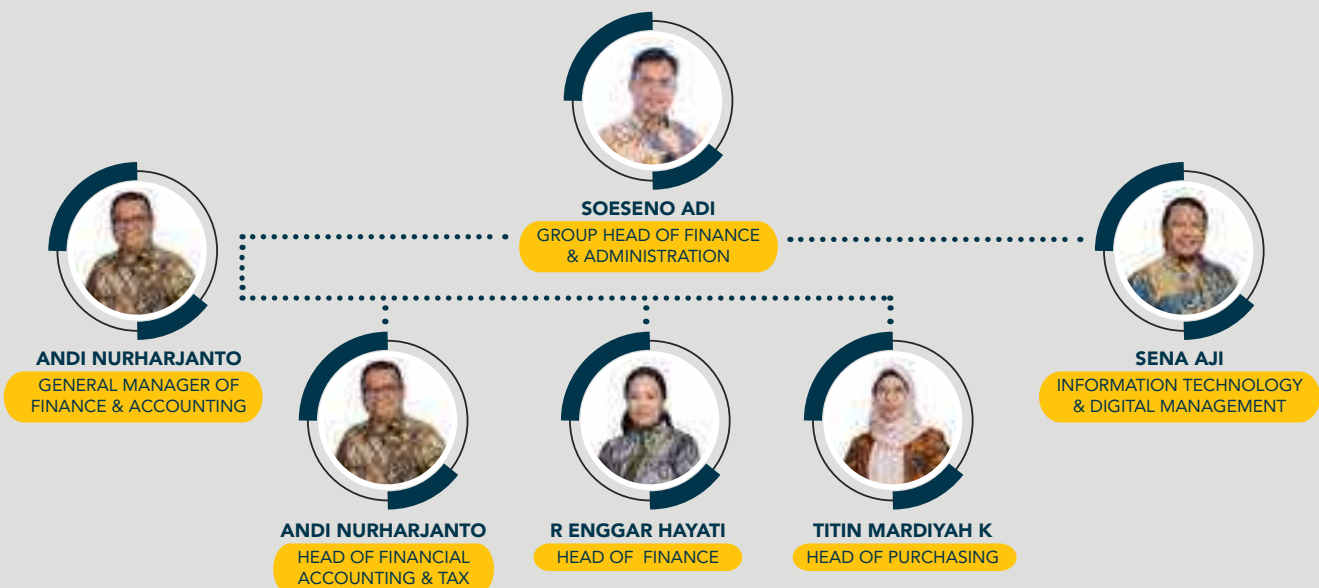 SOESENO ADI
GROUP HEAD OF FINANCE
& ADMINISTRATION
ANDI NURHARJANTO
GENERAL MANAGER OF
FINANCE & ACCOUNTING
SENA AJI
INFORMATION TECHNOLOGY
& DIGITAL MANAGEMENT
ANDI NURHARJANTO
HEAD OF FINANCIAL
ACCOUNTING & TAX
R ENGGAR HAYATI
HEAD OF FINANCE
TITIN MARDIYAH K
HEAD OF PURCHASING